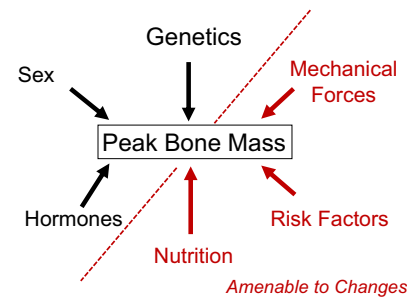 Genetics
Sex
Mechanical
Forces
Peak Bone Mass
Hormones
Risk Factors
Nutrition
Amenable to Changes